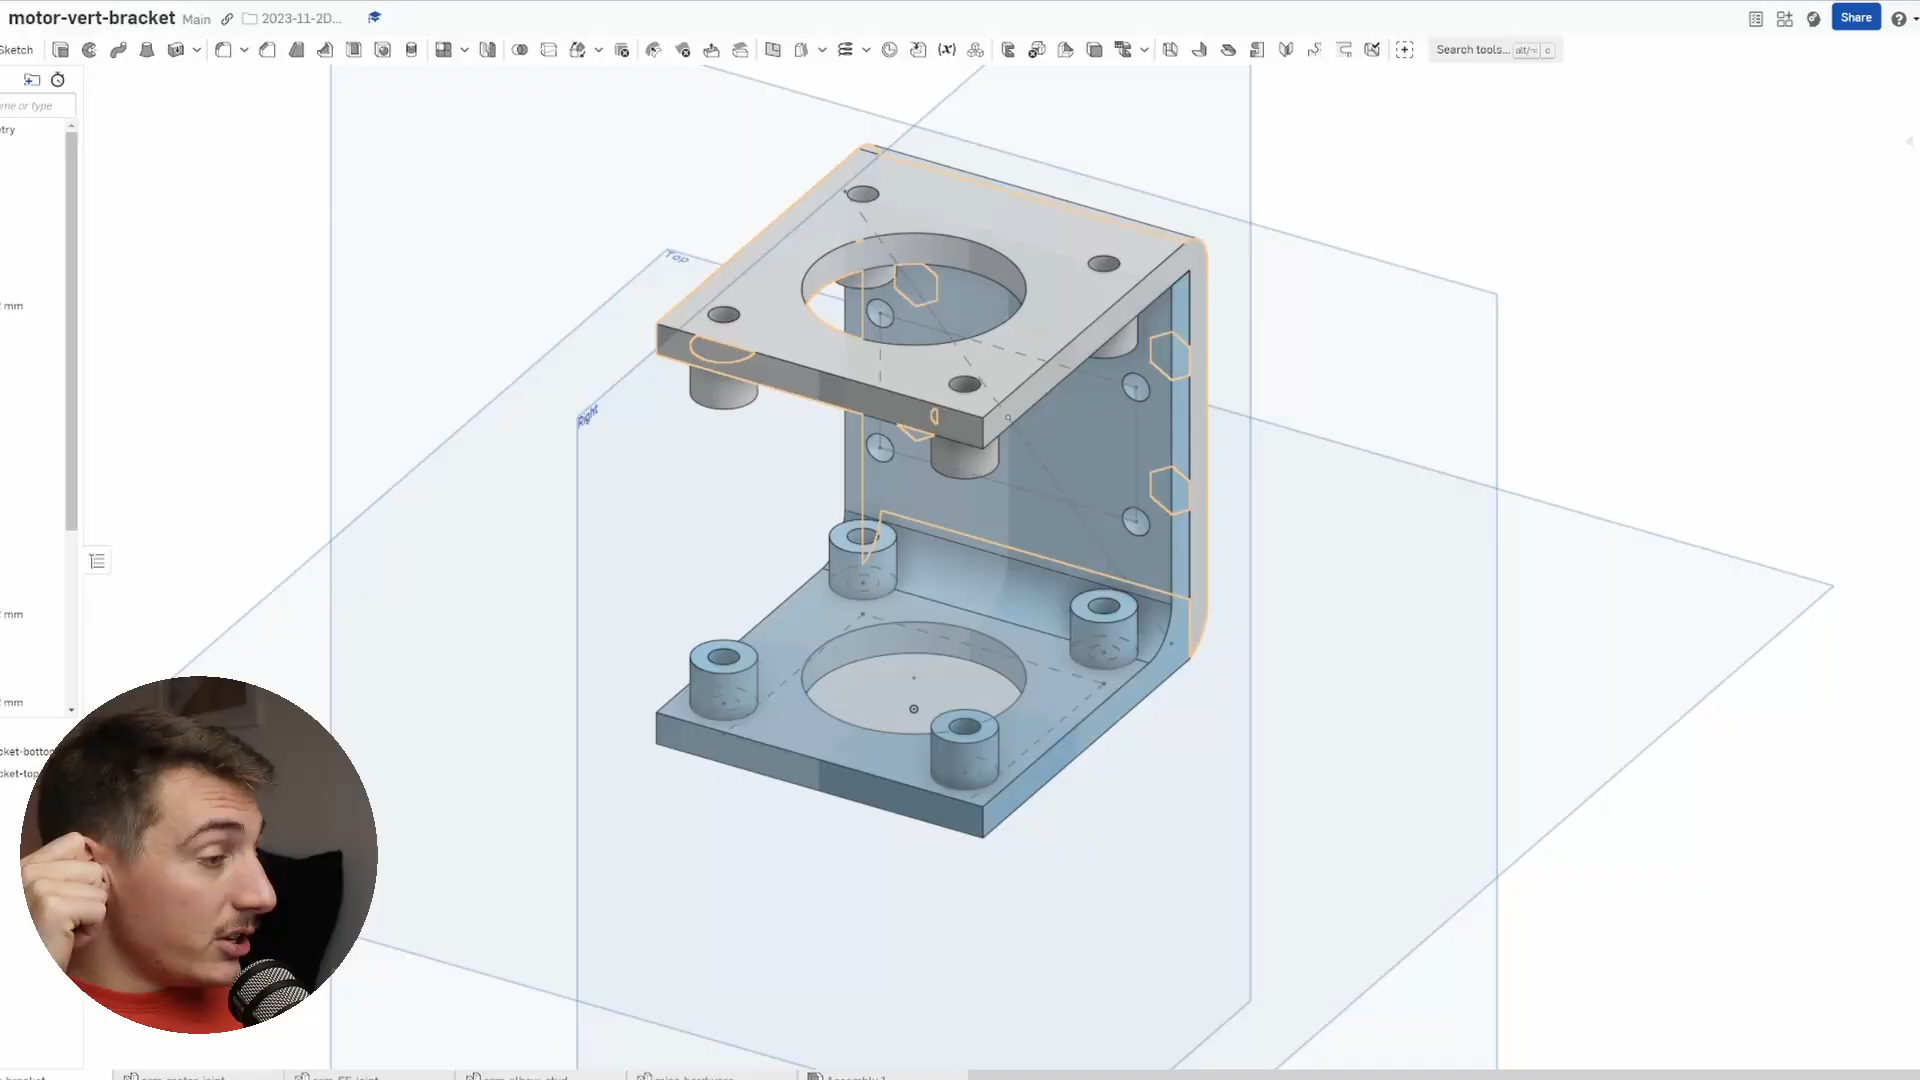 motor-vert-bracket Main 2023-11-2D...
Share
Sketch
Search tools... alt/⌥ c
me or type
try
Top
mm
Right
mm
mm
cket-bottor
cket-top
bracket
arm-motor-joint
arm-EE-joint
arm-elbow-stud
misc-hardware
Assembly 1